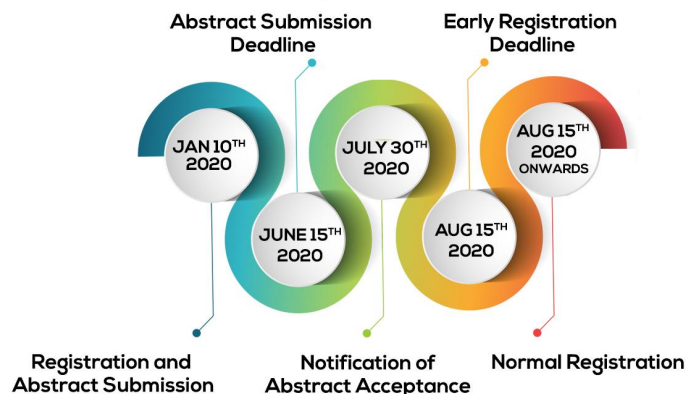 Abstract Submission
Deadline
Early Registration
Deadline
JAN 10TH
2020
JUNE 15TH
2020
JULY 30TH
2020
AUG 15TH
2020
AUG 15TH
2020
ONWARDS
Registration and
Abstract Submission
Notification of
Abstract Acceptance
Normal Registration